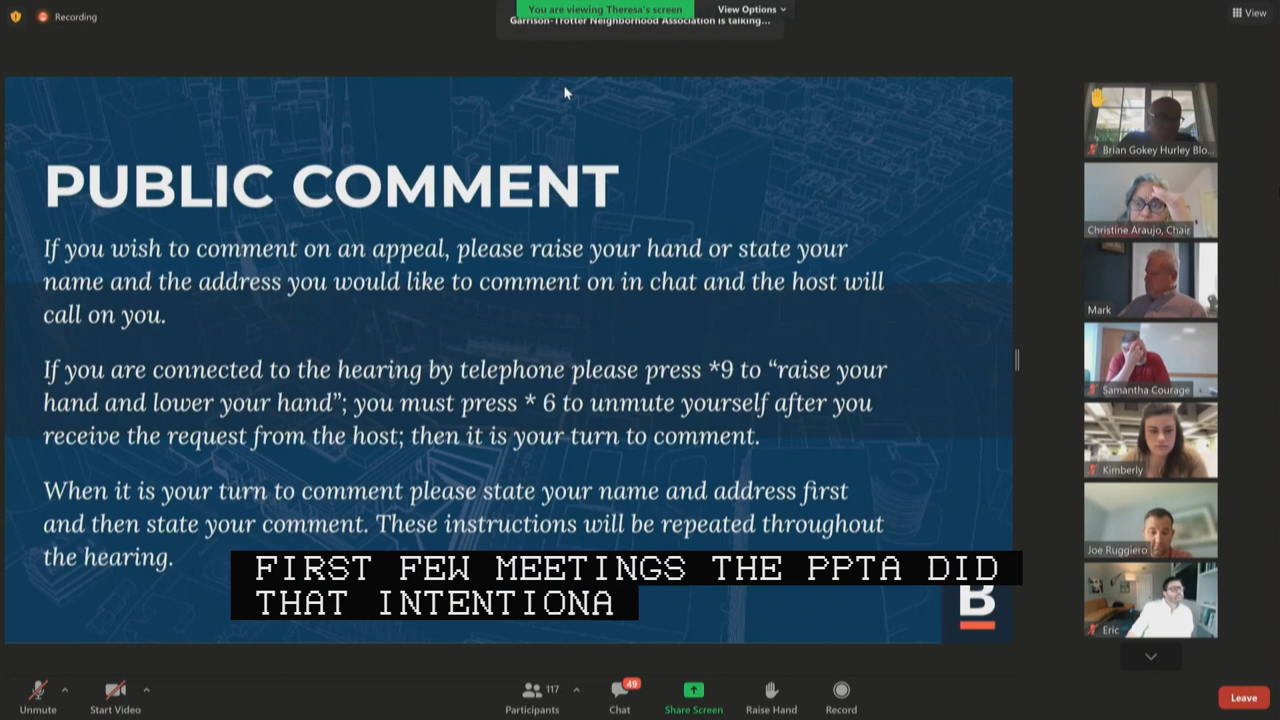 Recording
You are viewing Theresa's screen
View Options
View
Garrison-Trotter Neighborhood Association is talking...
PUBLIC COMMENT
If you wish to comment on an appeal, please raise your hand or state your
name and the address you would like to comment on in chat and the host will
call on you.
If you are connected to the hearing by telephone please press *9 to “raise your
hand and lower your hand”; you must press * 6 to unmute yourself after you
receive the request from the host; then it is your turn to comment.
When it is your turn to comment please state your name and address first
and then state your comment. These instructions will be repeated throughout
the hearing.
FIRST FEW MEETINGS THE PPTA DID
THAT INTENTIONA
B
Brian Gokey Hurley Blo...
Christine Araujo, Chair
Mark
Samantha Courage
Kimberly
Joe Ruggiero
Eric
Unmute
Start Video
117
Participants
49
Chat
Share Screen
Raise Hand
Record
Leave